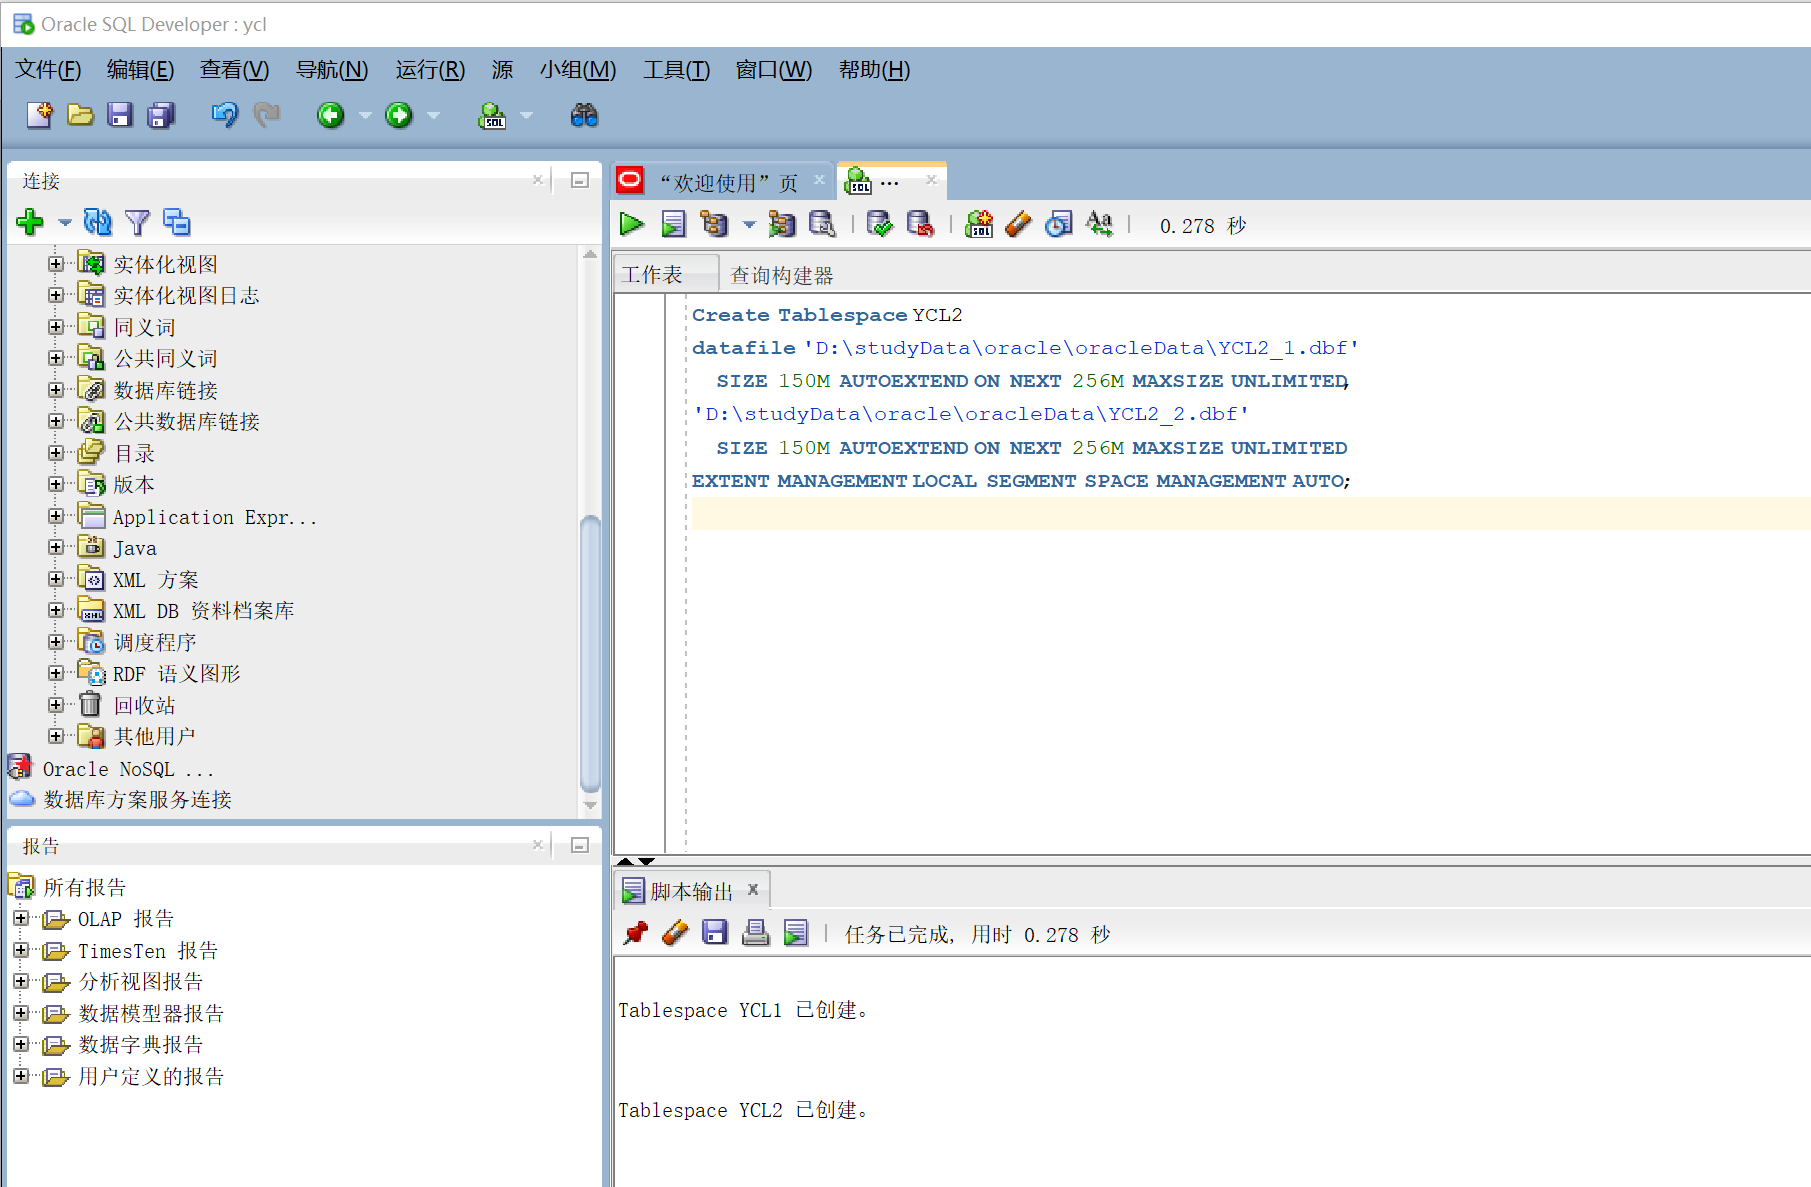 Oracle SQL Developer : ycl
文件(F) 编辑(E) 查看(V) 导航(N) 运行(R) 源 小组(M) 工具(T) 窗口(W) 帮助(H)
连接
实体化视图
实体化视图日志
同义词
公共同义词
数据库链接
公共数据库链接
目录
版本
Application Expr...
Java
XML 方案
XML DB 资料档案库
调度程序
RDF 语义图形
回收站
其他用户
Oracle NoSQL ...
数据库方案服务连接
报告
所有报告
OLAP 报告
TimesTen 报告
分析视图报告
数据模型器报告
数据字典报告
用户定义的报告
“欢迎使用”页 ...
0.278 秒
工作表 查询构建器
Create Tablespace YCL2
datafile 'D:\studyData\oracle\oracleData\YCL2_1.dbf'
SIZE 150M AUTOEXTEND ON NEXT 256M MAXSIZE UNLIMITED,
'D:\studyData\oracle\oracleData\YCL2_2.dbf'
SIZE 150M AUTOEXTEND ON NEXT 256M MAXSIZE UNLIMITED
EXTENT MANAGEMENT LOCAL SEGMENT SPACE MANAGEMENT AUTO;
脚本输出
任务已完成, 用时 0.278 秒
Tablespace YCL1 已创建。
Tablespace YCL2 已创建。